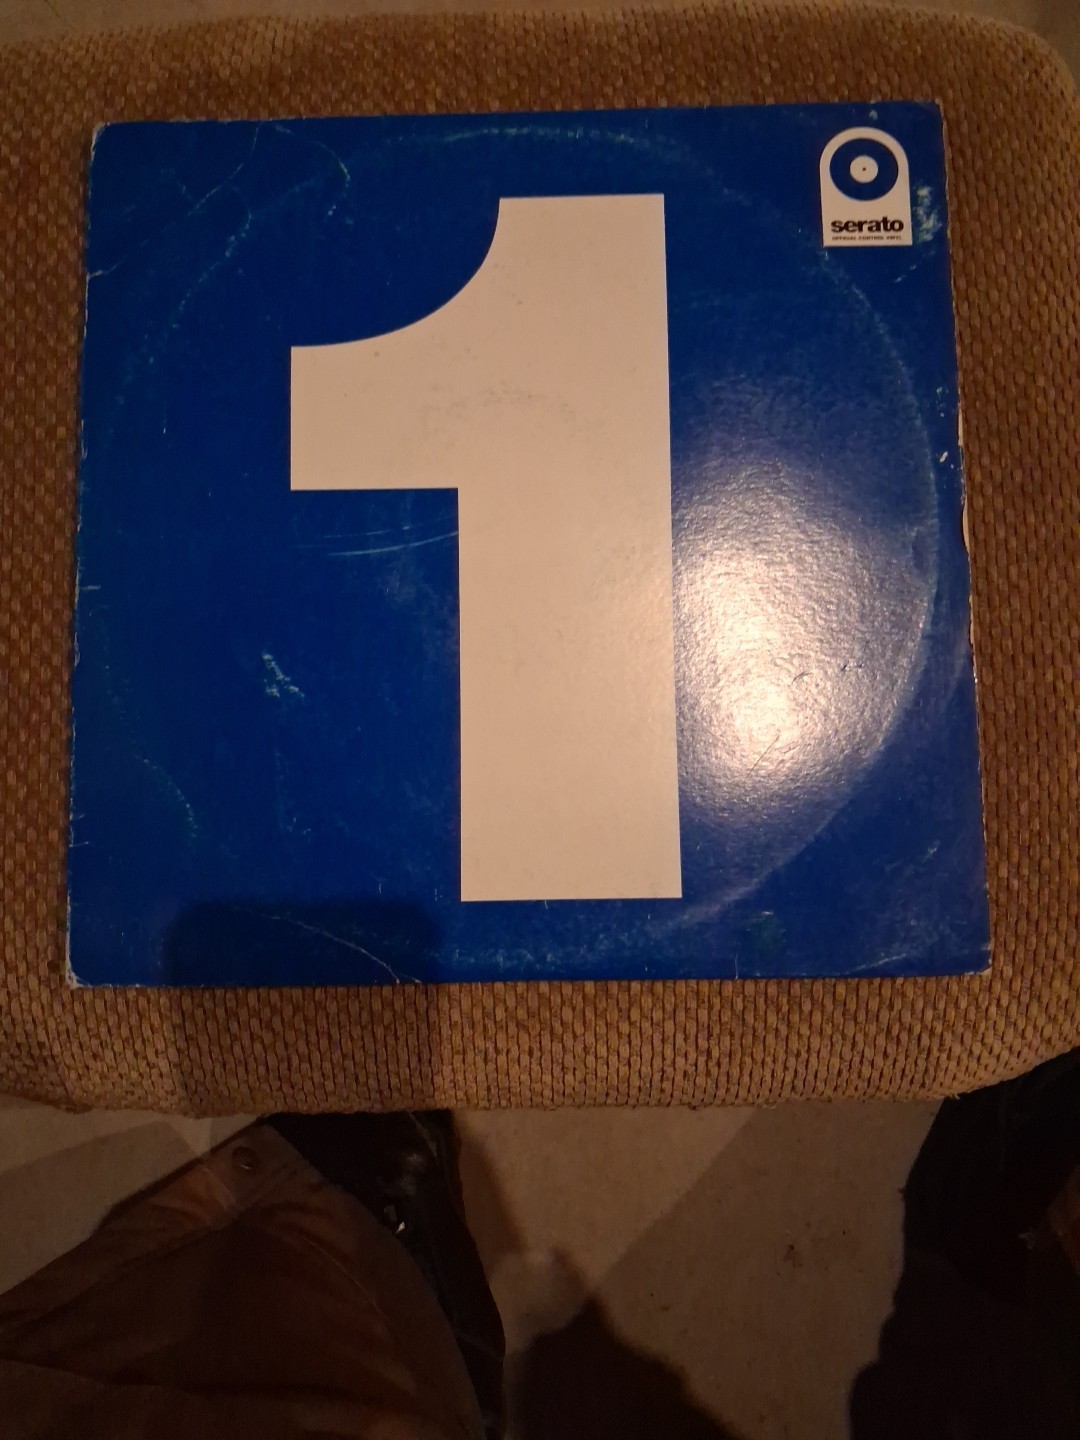 1
serato
OFFICIAL CONTROL VINYL